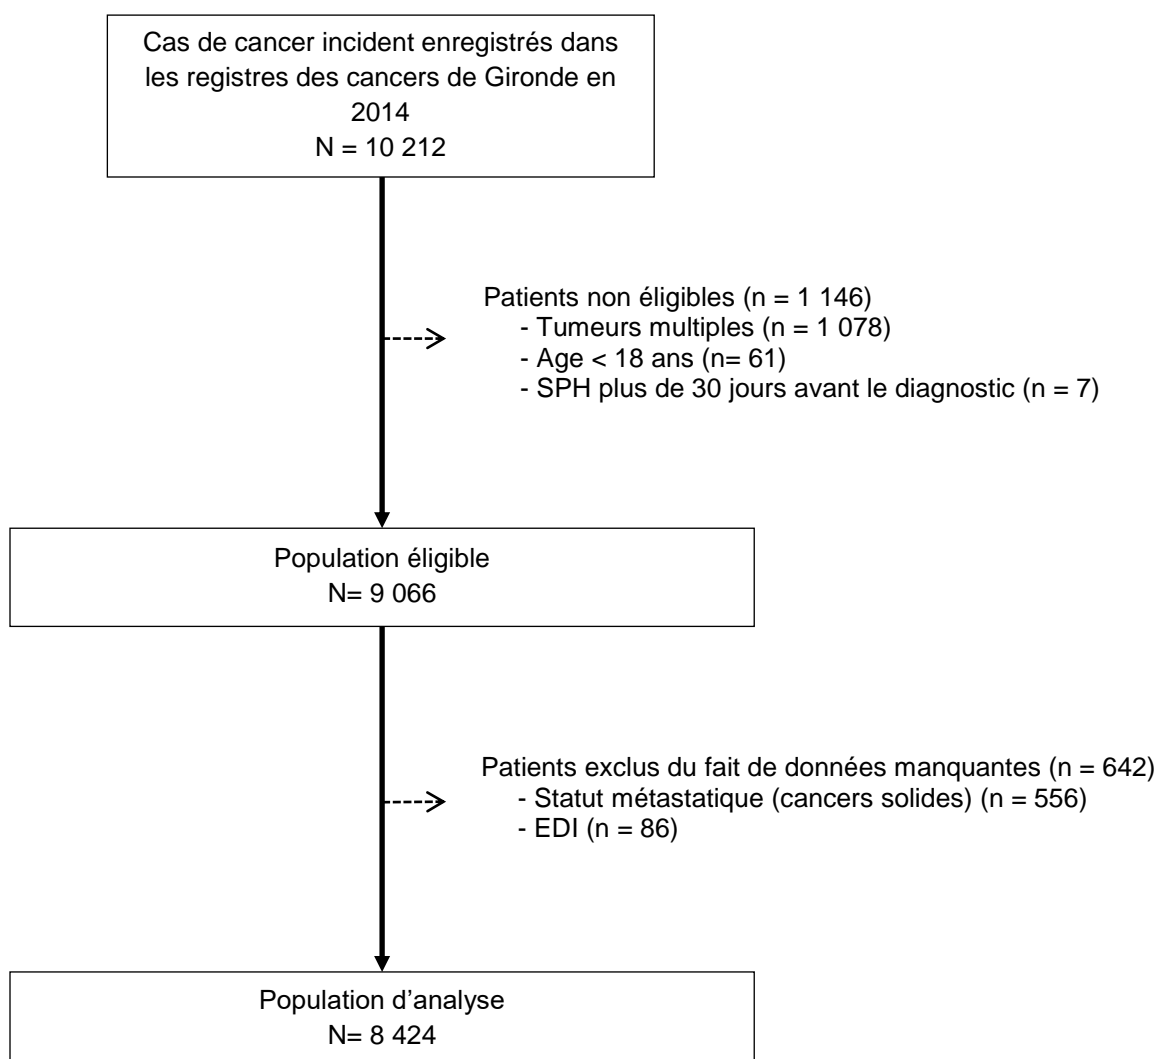 Cas de cancer incident enregistrés dans
les registres des cancers de Gironde en
2014
N = 10 212
Patients non éligibles (n = 1 146)
- Tumeurs multiples (n = 1 078)
- Age < 18 ans (n= 61)
- SPH plus de 30 jours avant le diagnostic (n = 7)
Population éligible
N= 9 066
Patients exclus du fait de données manquantes (n = 642)
- Statut métastatique (cancers solides) (n = 556)
- EDI (n = 86)
Population d’analyse
N= 8 424